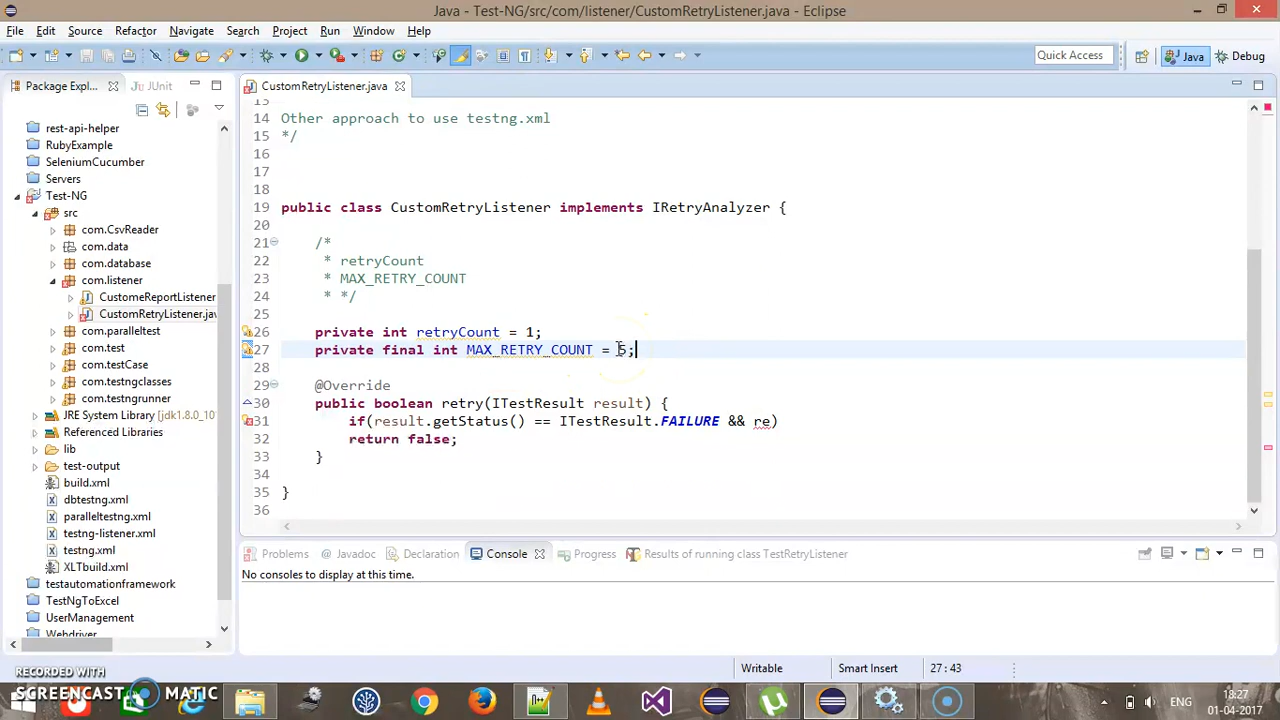 Java - Test-NG/src/com/listener/CustomRetryListener.java - Eclipse
File Edit Source Refactor Navigate Search Project Run Window Help
Quick Access Java Debug
Package Expl... JUnit
CustomRetryListener.java
rest-api-helper
RubyExample
SeleniumCucumber
Servers
Test-NG
src
com.CsvReader
com.data
com.database
com.listener
CustomeReportListener
CustomRetryListener.java
com.paralleltest
com.test
com.testCase
com.testngclasses
com.testngrunner
JRE System Library [jdk1.8.0_10
Referenced Libraries
lib
test-output
build.xml
dbtestng.xml
paralleltestng.xml
testng-listener.xml
testng.xml
XLTbuild.xml
testautomationframework
TestNgToExcel
UserManagement
Webdriver
13
14 Other approach to use testng.xml
15 */
16
17
18
19 public class CustomRetryListener implements IRetryAnalyzer {
20
21 /*
22 * retryCount
23 * MAX_RETRY_COUNT
24 * */
25
26 private int retryCount = 1;
27 private final int MAX_RETRY_COUNT = 5;
28
29 @Override
30 public boolean retry(ITestResult result) {
31 if(result.getStatus() == ITestResult.FAILURE && re)
32 return false;
33 }
34
35 }
36
Problems Javadoc Declaration Console Progress Results of running class TestRetryListener
No consoles to display at this time.
Writable Smart Insert 27 : 43
RECORDED WITH
SCREENCAST MATIC
ENG
18:27
01-04-2017